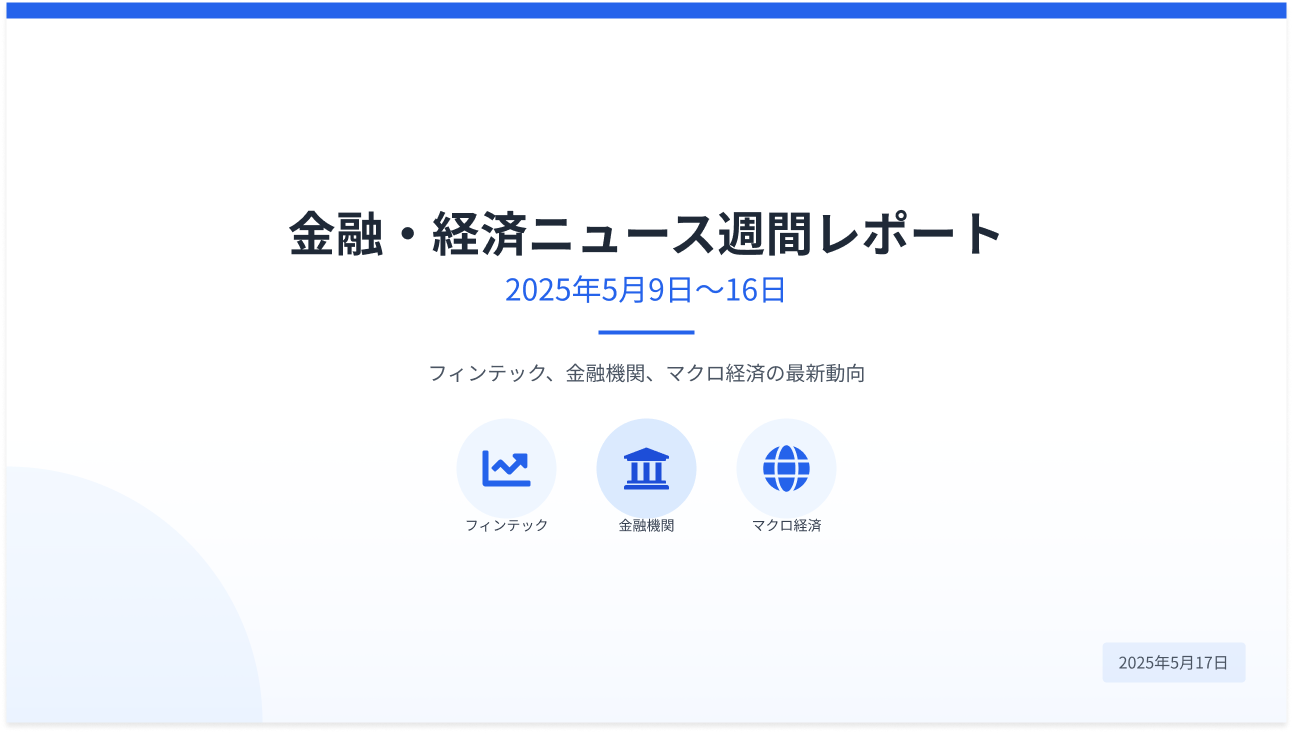 金融・経済ニュース週間レポート
2025年5月9日～16日
フィンテック、金融機関、マクロ経済の最新動向
フィンテック
金融機関
マクロ経済
2025年5月17日